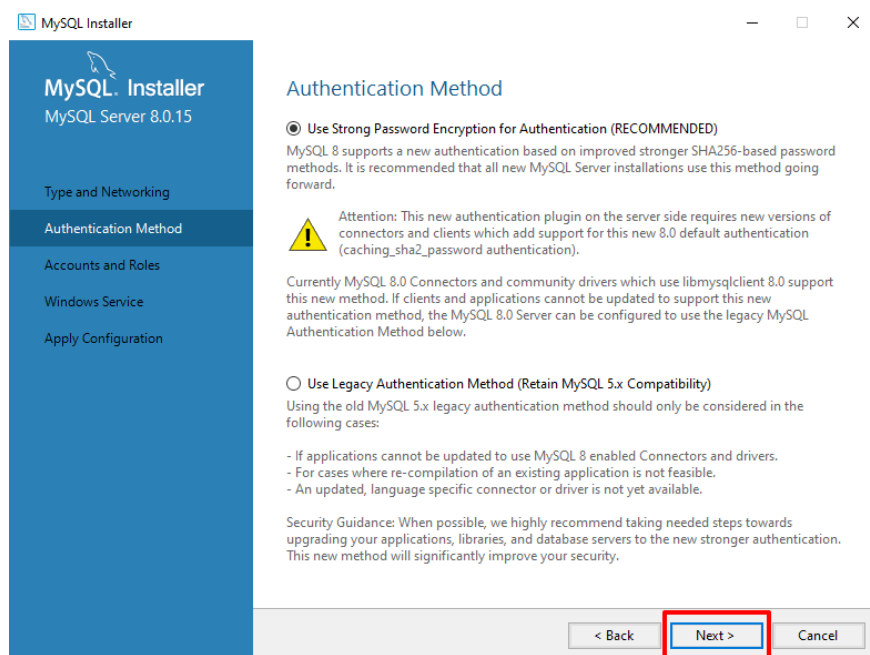 MySQL Installer
MySQL. Installer
MySQL Server 8.0.15
Type and Networking
Authentication Method
Accounts and Roles
Windows Service
Apply Configuration
Authentication Method
Use Strong Password Encryption for Authentication (RECOMMENDED)
MySQL 8 supports a new authentication based on improved stronger SHA256-based password
methods. It is recommended that all new MySQL Server installations use this method going
forward.
Attention: This new authentication plugin on the server side requires new versions of
connectors and clients which add support for this new 8.0 default authentication
(caching_sha2_password authentication).
Currently MySQL 8.0 Connectors and community drivers which use libmysqlclient 8.0 support
this new method. If clients and applications cannot be updated to support this new
authentication method, the MySQL 8.0 Server can be configured to use the legacy MySQL
Authentication Method below.
Use Legacy Authentication Method (Retain MySQL 5.x Compatibility)
Using the old MySQL 5.x legacy authentication method should only be considered in the
following cases:
- If applications cannot be updated to use MySQL 8 enabled Connectors and drivers.
- For cases where re-compilation of an existing application is not feasible.
- An updated, language specific connector or driver is not yet available.
Security Guidance: When possible, we highly recommend taking needed steps towards
upgrading your applications, libraries, and database servers to the new stronger authentication.
This new method will significantly improve your security.
< Back
Next >
Cancel